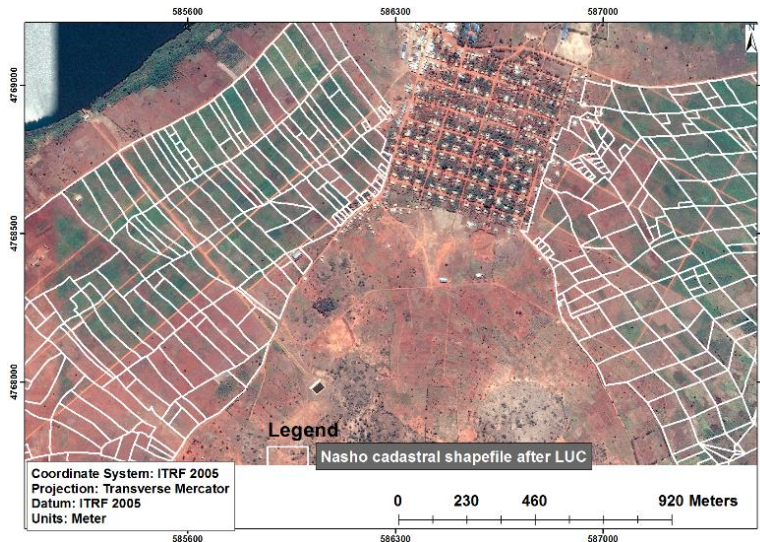 585600 586300 587000
N
4769000
4768500
4768000
Legend
Nasho cadastral shapefile after LUC
Coordinate System: ITRF 2005
Projection: Transverse Mercator
Datum: ITRF 2005
Units: Meter
0 230 460 920 Meters
585600 586300 587000